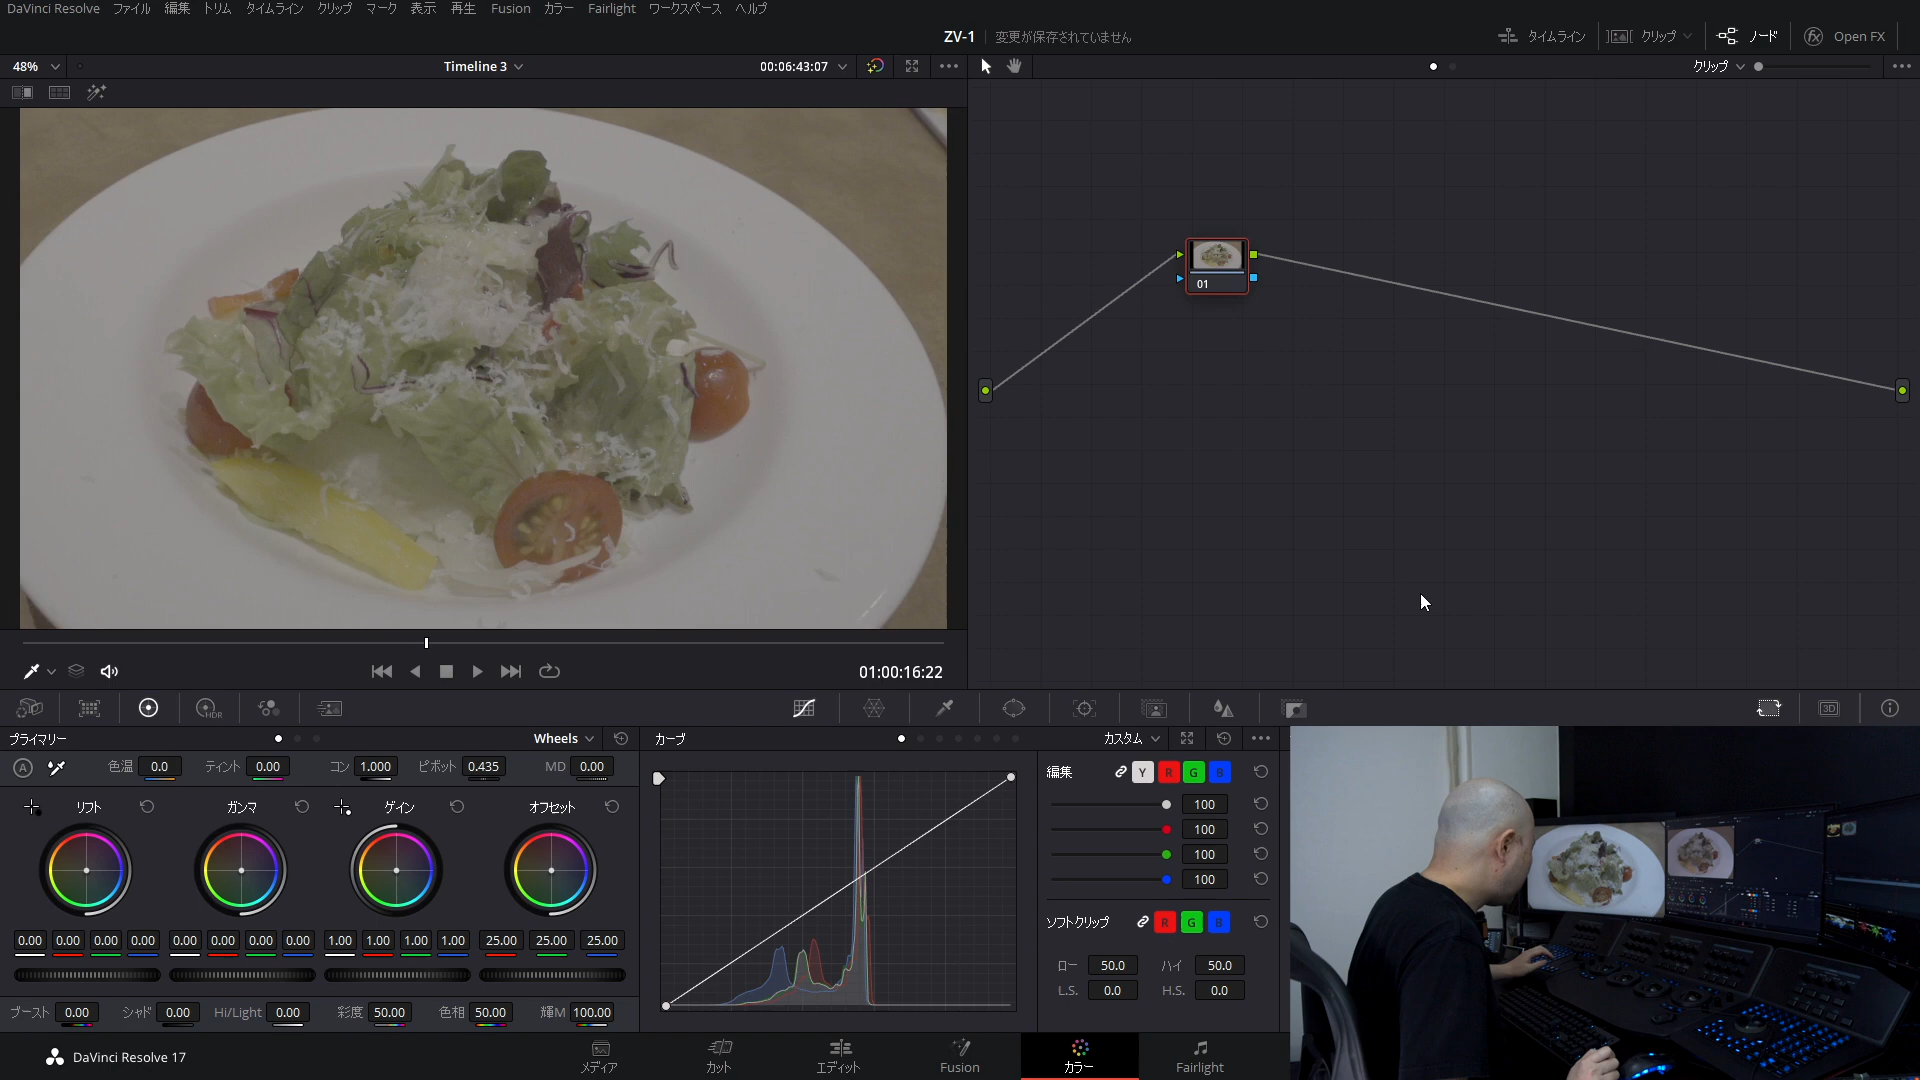 DaVinci Resolve ファイル 編集 トリム タイムライン クリップ マーク 表示 再生 Fusion カラー Fairlight ワークスペース ヘルプ
ZV-1 変更が保存されていません
タイムライン クリップ ノード Open FX
48% Timeline 3 00:06:43:07 クリップ
01
01:00:16:22
HDR 3D
プライマリー Wheels カーブ カスタム
A 色温 0.0 ティント 0.00 コン 1.000 ピボット 0.435 MD 0.00
リフト ガンマ ゲイン オフセット
0.00 0.00 0.00 0.00 0.00 0.00 0.00 0.00 1.00 1.00 1.00 1.00 25.00 25.00 25.00
ブースト 0.00 シャド 0.00 Hi/Light 0.00 彩度 50.00 色相 50.00 輝M 100.00
編集 Y R G B
100
100
100
100
ソフトクリップ R G B
ロー 50.0 ハイ 50.0
L.S. 0.0 H.S. 0.0
DaVinci Resolve 17 メディア カット エディット Fusion カラー Fairlight